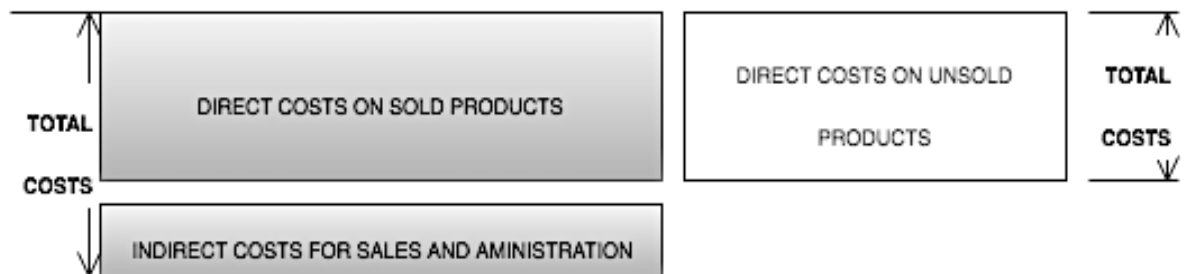 DIRECT COSTS ON SOLD PRODUCTS
DIRECT COSTS ON UNSOLD
PRODUCTS
TOTAL
COSTS
TOTAL
COSTS
INDIRECT COSTS FOR SALES AND AMINISTRATION